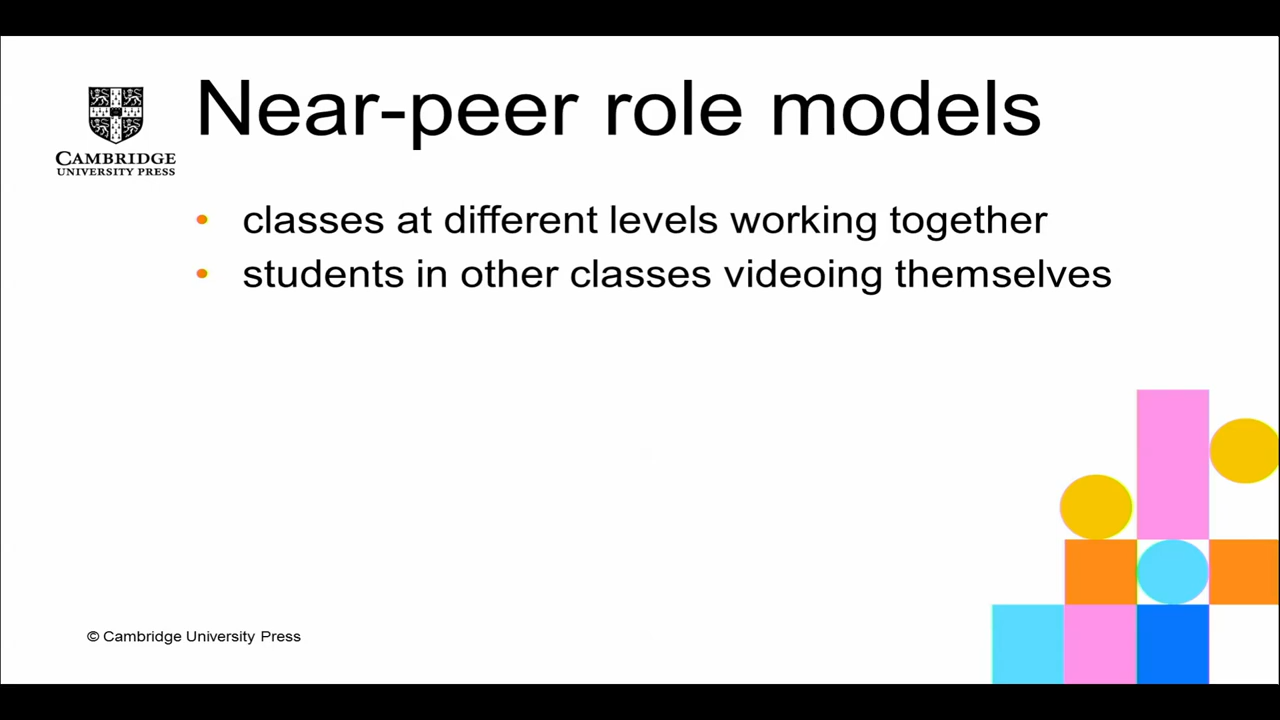 Near-peer role models
CAMBRIDGE
UNIVERSITY PRESS
• classes at different levels working together
• students in other classes videoing themselves
© Cambridge University Press